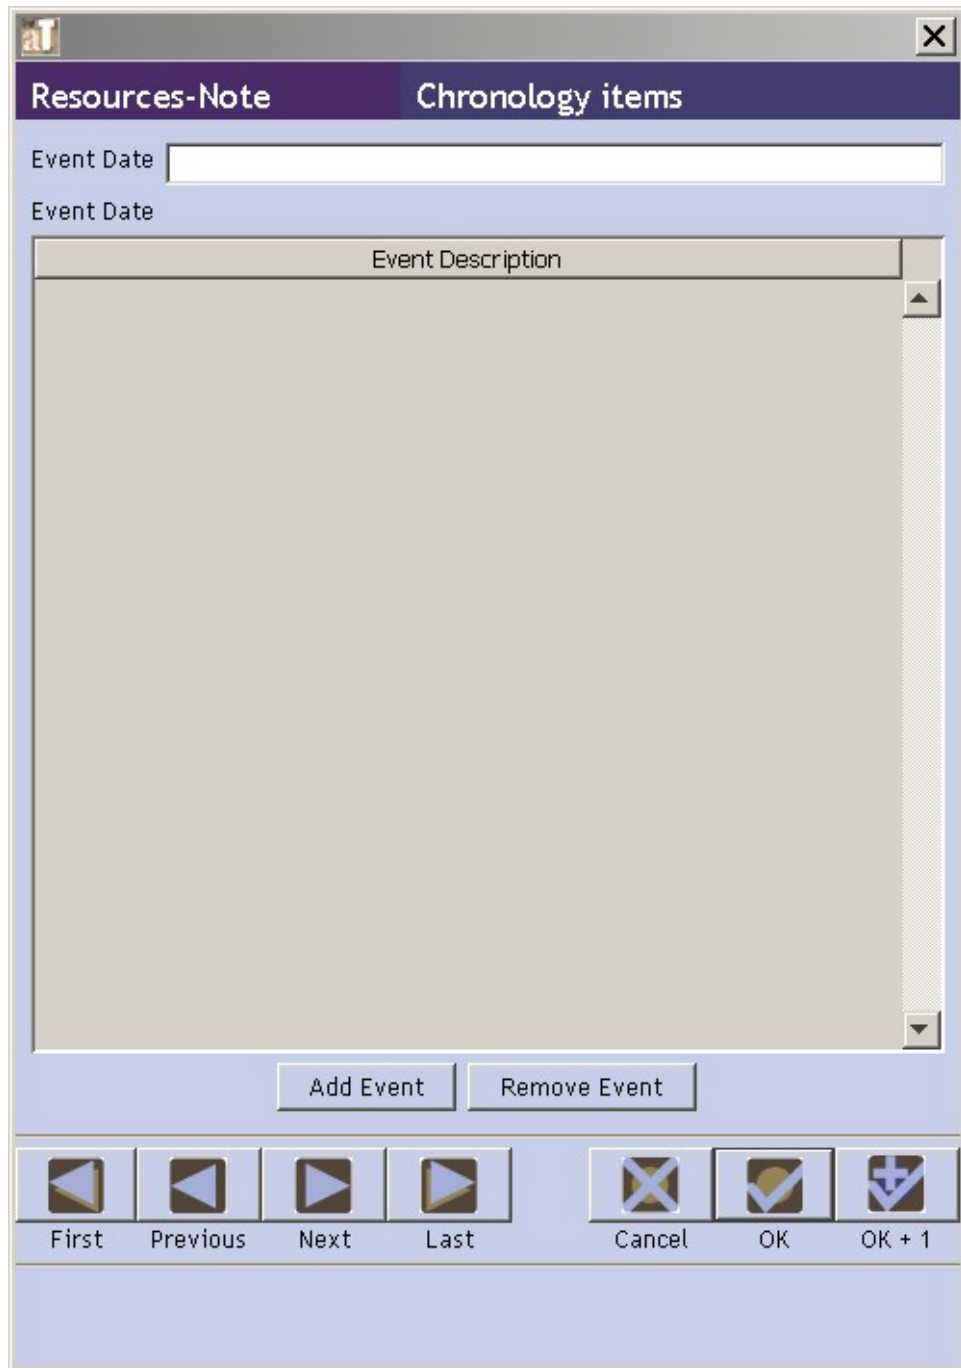 aT
Resources-Note Chronology items
Event Date
Event Date
Event Description
Add Event Remove Event
First Previous Next Last Cancel OK OK + 1